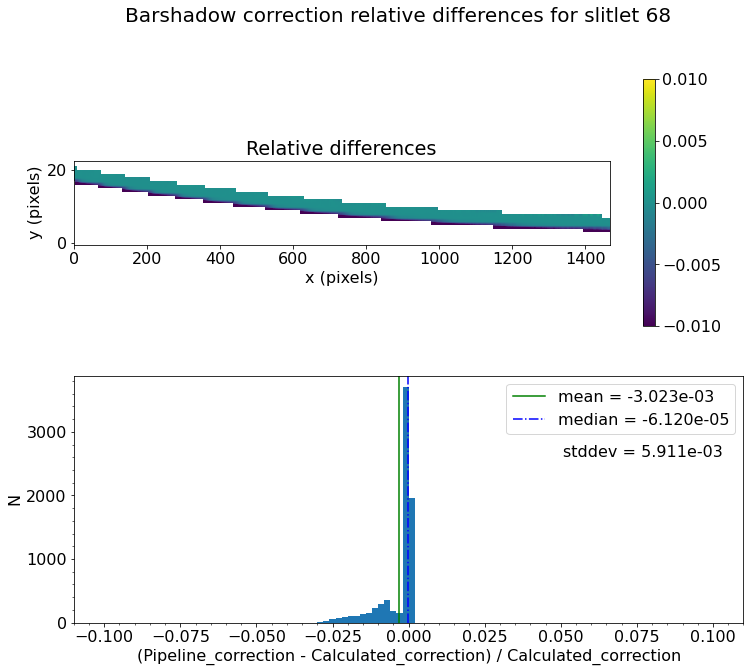 Barshadow correction relative differences for slitlet 68
Relative differences
y (pixels)
20
0
0 200 400 600 800 1000 1200 1400
x (pixels)
0.010
0.005
0.000
−0.005
−0.010
mean = -3.023e-03
median = -6.120e-05
stddev = 5.911e-03
N
3000
2000
1000
0
−0.100 −0.075 −0.050 −0.025 0.000 0.025 0.050 0.075 0.100
(Pipeline_correction - Calculated_correction) / Calculated_correction